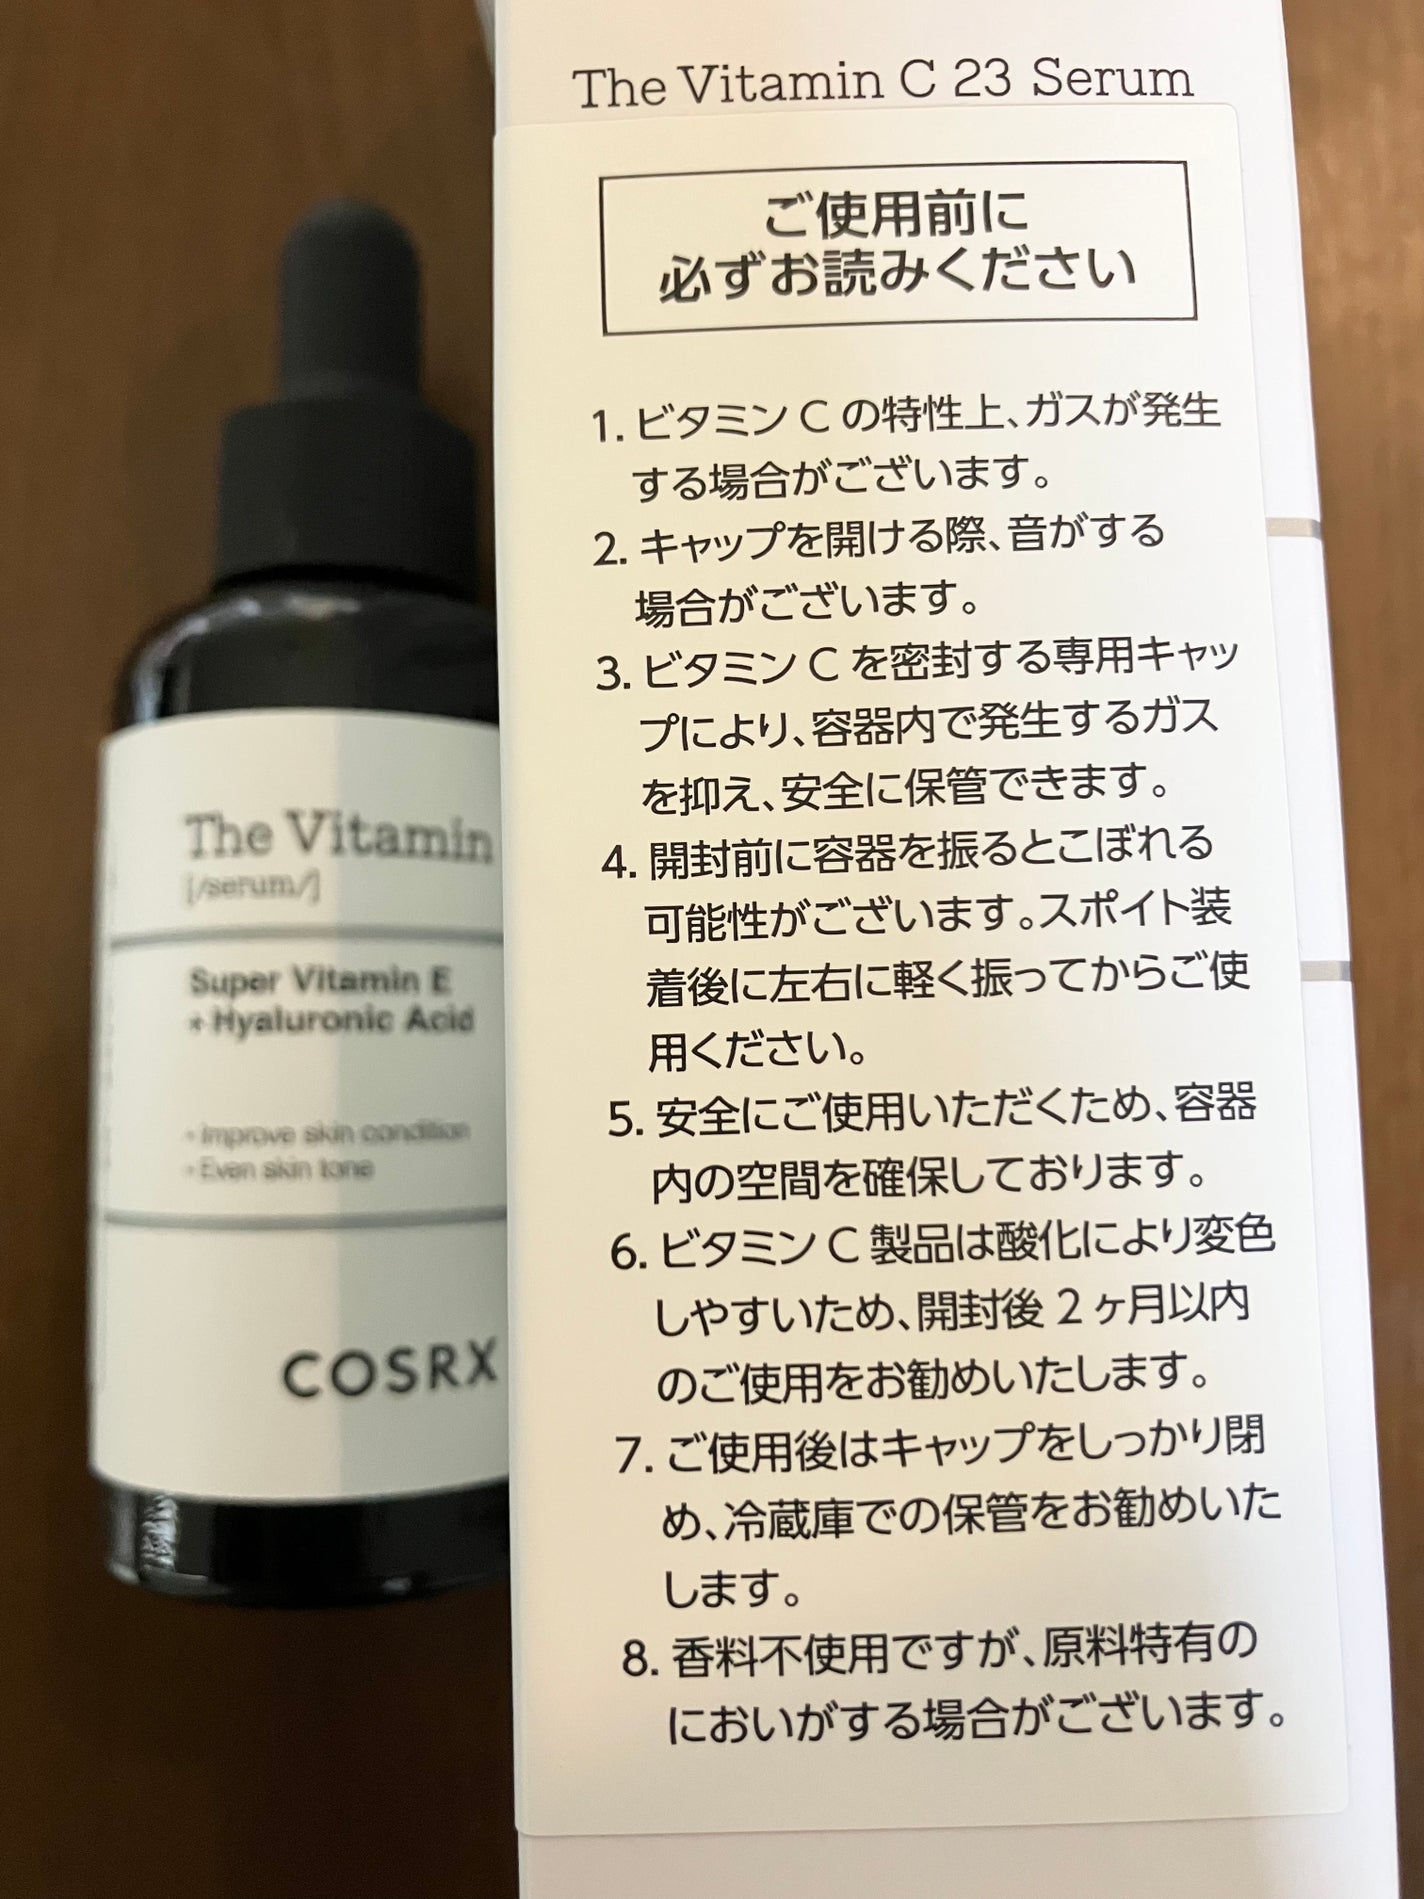 The Vitamin C 23 Serum
ご使用前に
必ずお読みください
1. ビタミン C の特性上、ガスが発生
する場合がございます。
2. キャップを開ける際、音がする
場合がございます。
3. ビタミン C を密封する専用キャッ
プにより、容器内で発生するガス
を抑え、安全に保管できます。
4. 開封前に容器を振るとこぼれる
可能性がございます。スポイト装
着後に左右に軽く振ってからご使
用ください。
5. 安全にご使用いただくため、容器
内の空間を確保しております。
6. ビタミン C 製品は酸化により変色
しやすいため、開封後 2 ヶ月以内
のご使用をお勧めいたします。
7. ご使用後はキャップをしっかり閉
め、冷蔵庫での保管をお勧めいた
します。
8. 香料不使用ですが、原料特有の
においがする場合がございます。
The Vitamin
[/serum/]
Super Vitamin E
+ Hyaluronic Acid
• Improve skin condition
• Even skin tone
COSRX